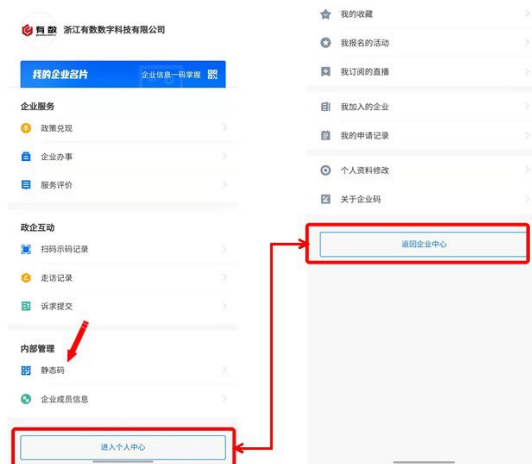 有数 浙江有数数字科技有限公司
我的企业名片 企业信息一码掌握
企业服务
政策兑现
企业办事
服务评价
政企互动
扫码示码记录
走访记录
诉求提交
内部管理
静态码
企业成员信息
进入个人中心
我的收藏
我报名的活动
我订阅的直播
我加入的企业
我的申请记录
个人资料修改
关于企业码
返回企业中心